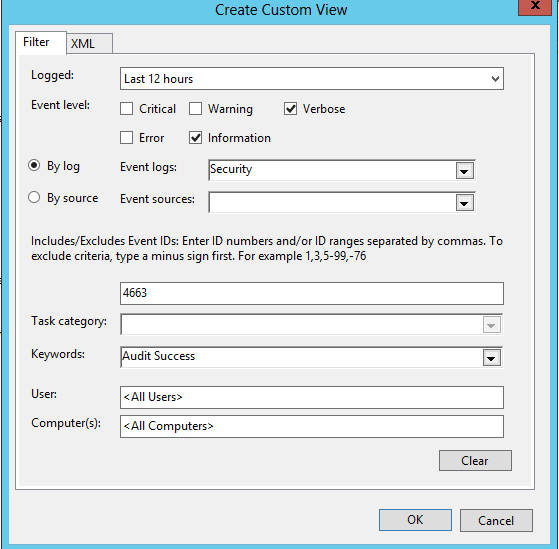 Create Custom View
x
Filter XML
Logged: Last 12 hours
Event level: Critical Warning Verbose
Error Information
By log Event logs: Security
By source Event sources:
Includes/Excludes Event IDs: Enter ID numbers and/or ID ranges separated by commas. To
exclude criteria, type a minus sign first. For example 1,3,5-99,-76
4663
Task category:
Keywords: Audit Success
User: <All Users>
Computer(s): <All Computers>
Clear
OK Cancel